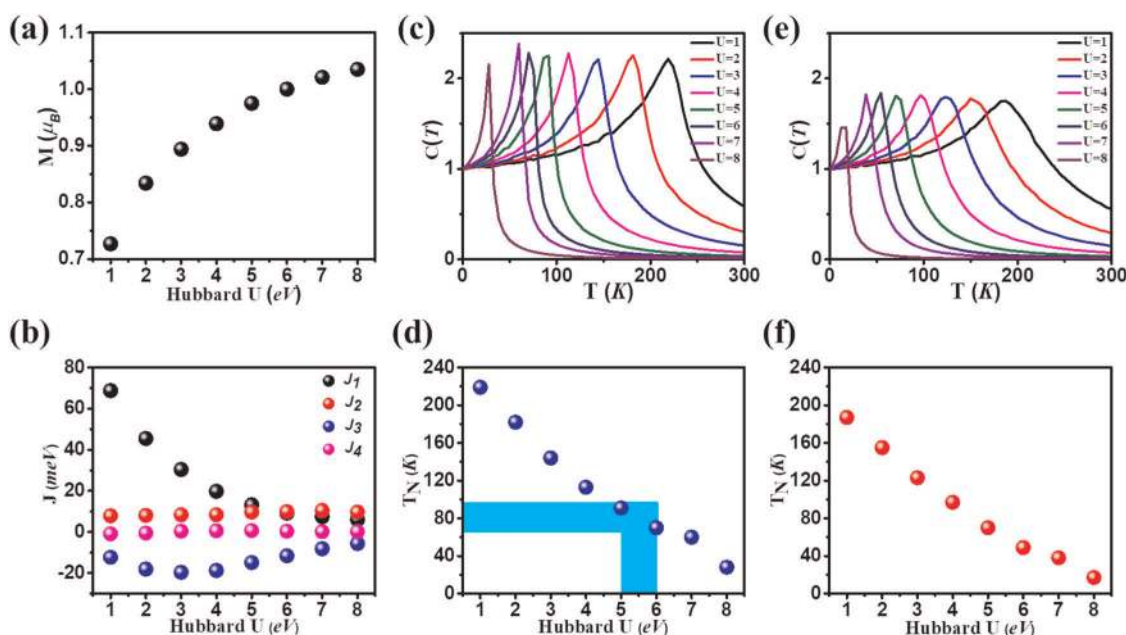 (a)
1.1
1.0
0.9
0.8
0.7
M (μB)
1 2 3 4 5 6 7 8
Hubbard U (eV)
(c)
2
1
0
C(T)
0 100 200 300
T (K)
U=1
U=2
U=3
U=4
U=5
U=6
U=7
U=8
(e)
2
1
0
C(T)
0 100 200 300
T (K)
U=1
U=2
U=3
U=4
U=5
U=6
U=7
U=8
(b)
80
60
40
20
0
-20
J (meV)
J1
J2
J3
J4
1 2 3 4 5 6 7 8
Hubbard U (eV)
(d)
240
200
160
120
80
40
0
TN (K)
1 2 3 4 5 6 7 8
Hubbard U (eV)
(f)
240
200
160
120
80
40
0
TN (K)
1 2 3 4 5 6 7 8
Hubbard U (eV)